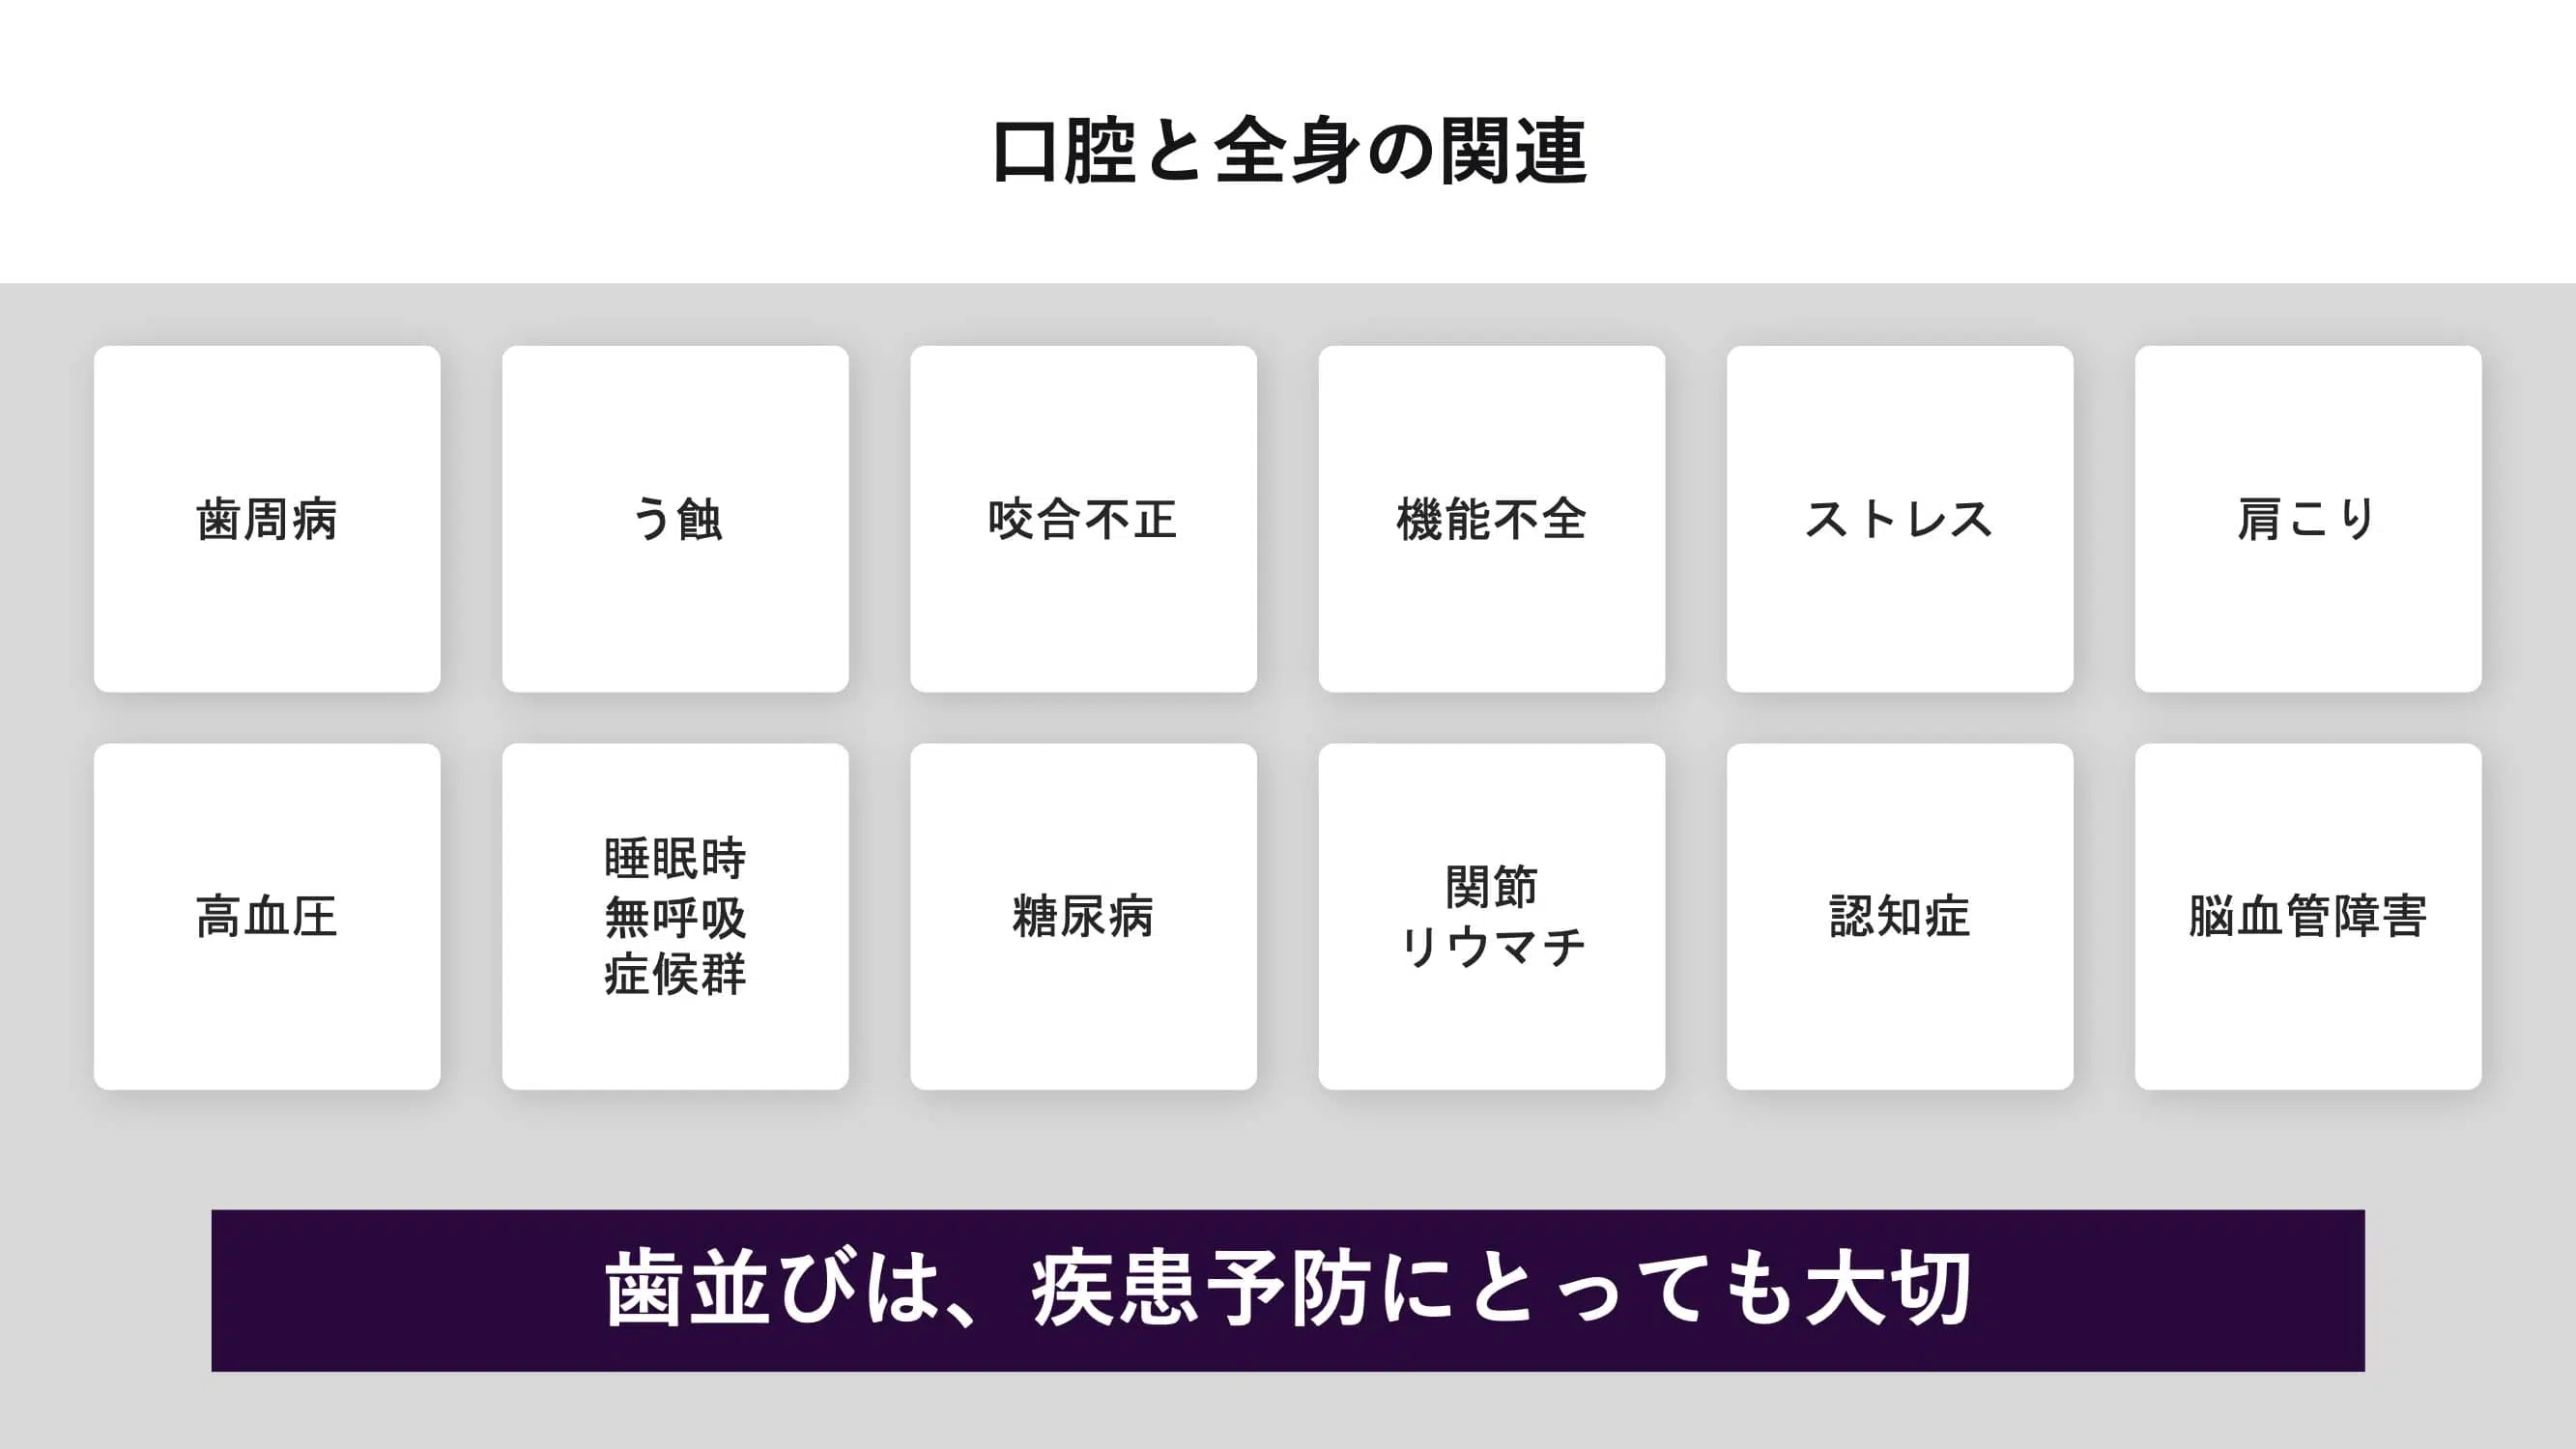 口腔と全身の関連
歯周病
う蝕
咬合不正
機能不全
ストレス
肩こり
高血圧
睡眠時
無呼吸
症候群
糖尿病
関節
リウマチ
認知症
脳血管障害
歯並びは、疾患予防にとっても大切